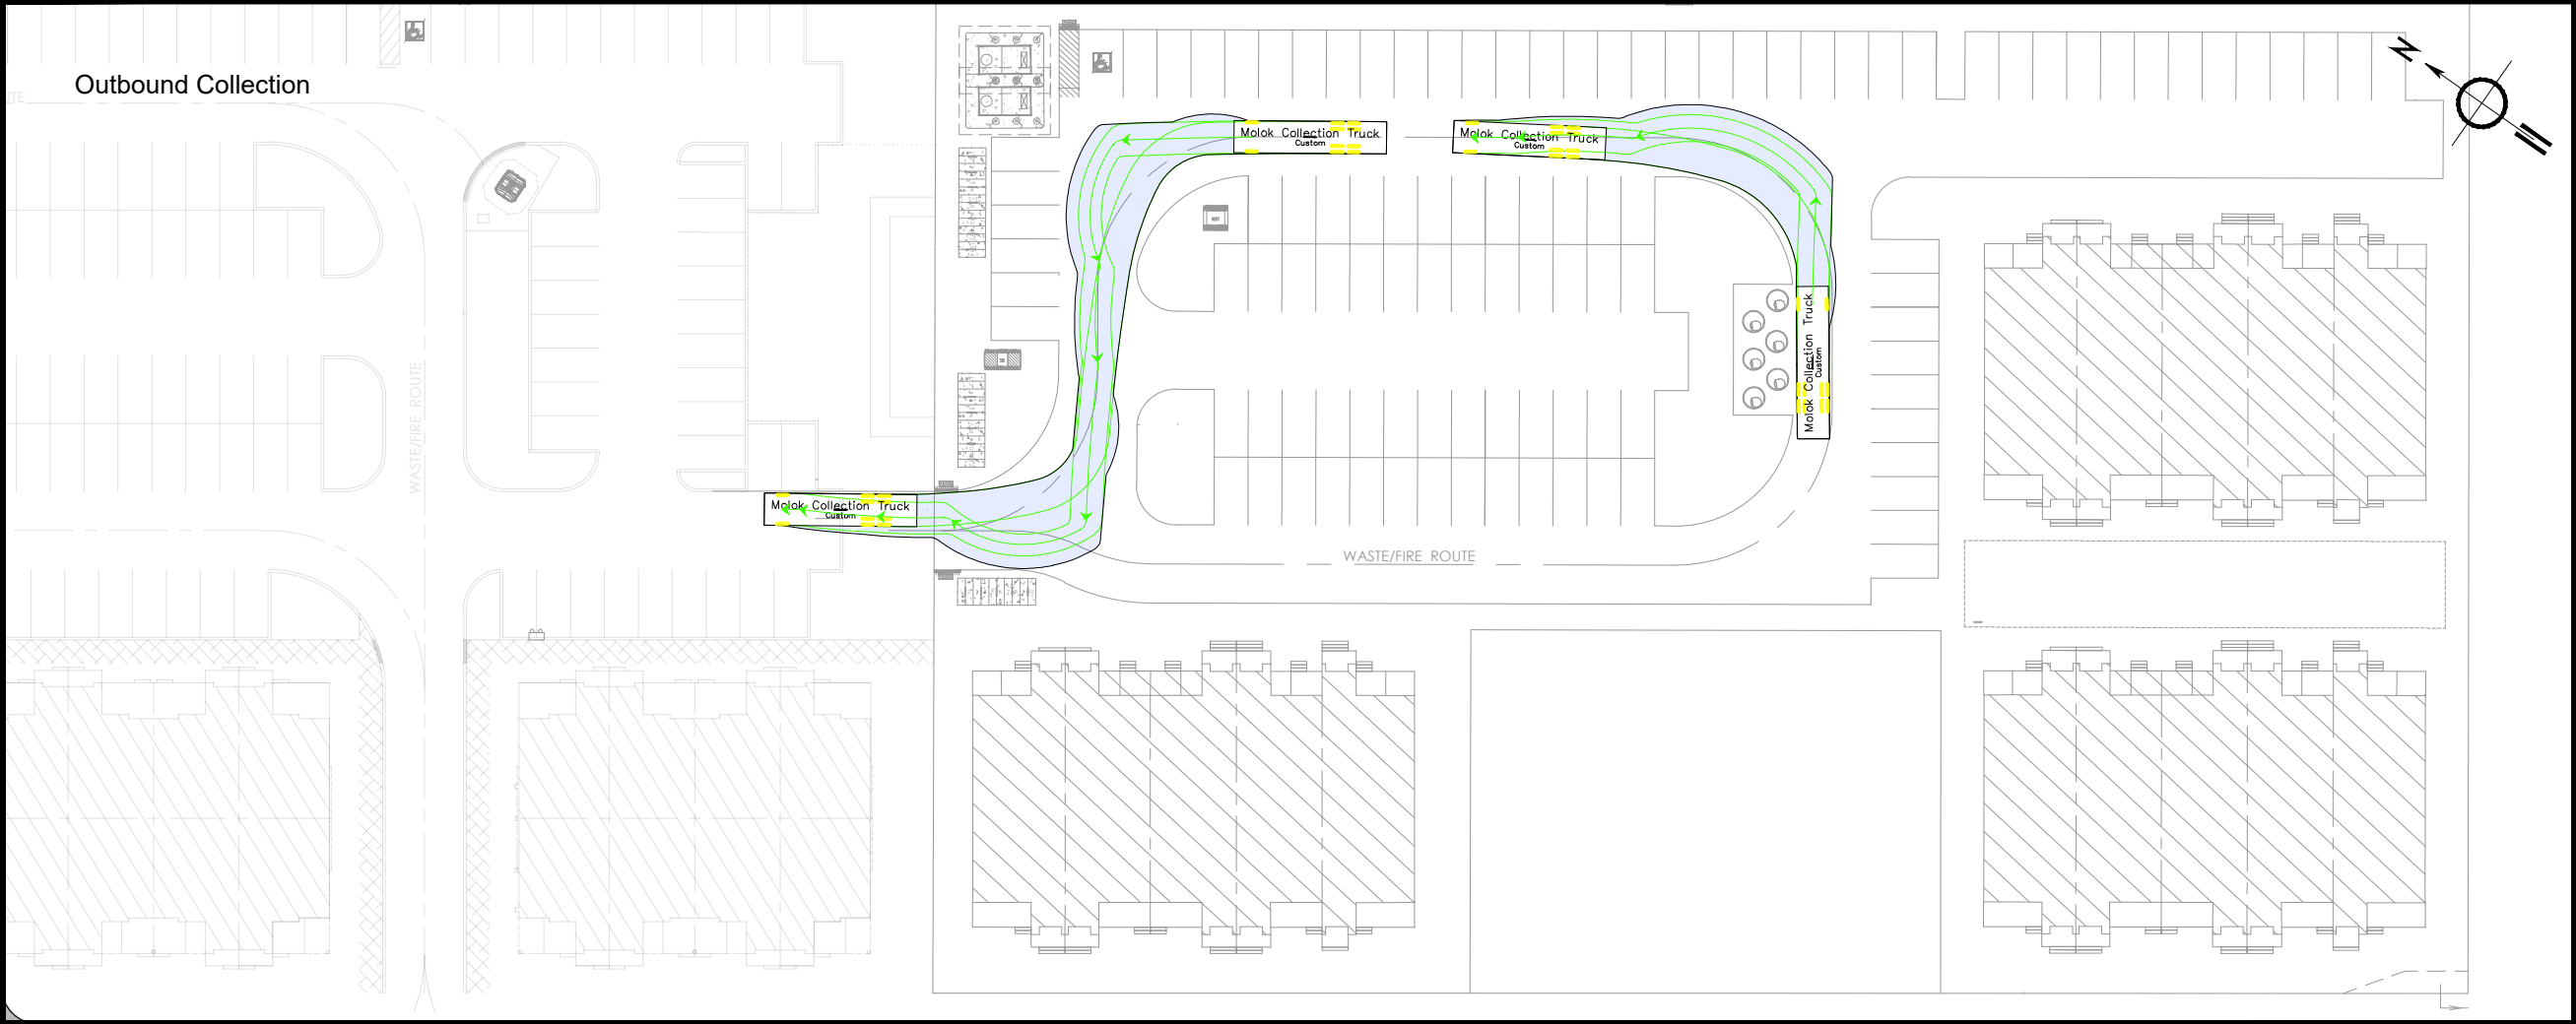 Outbound Collection
N
Molok Collection Truck
Custom
Molok Collection Truck
Custom
Molok Collection Truck
Custom
Molok Collection Truck
Custom
WASTE/FIRE ROUTE
WASTE/FIRE ROUTE